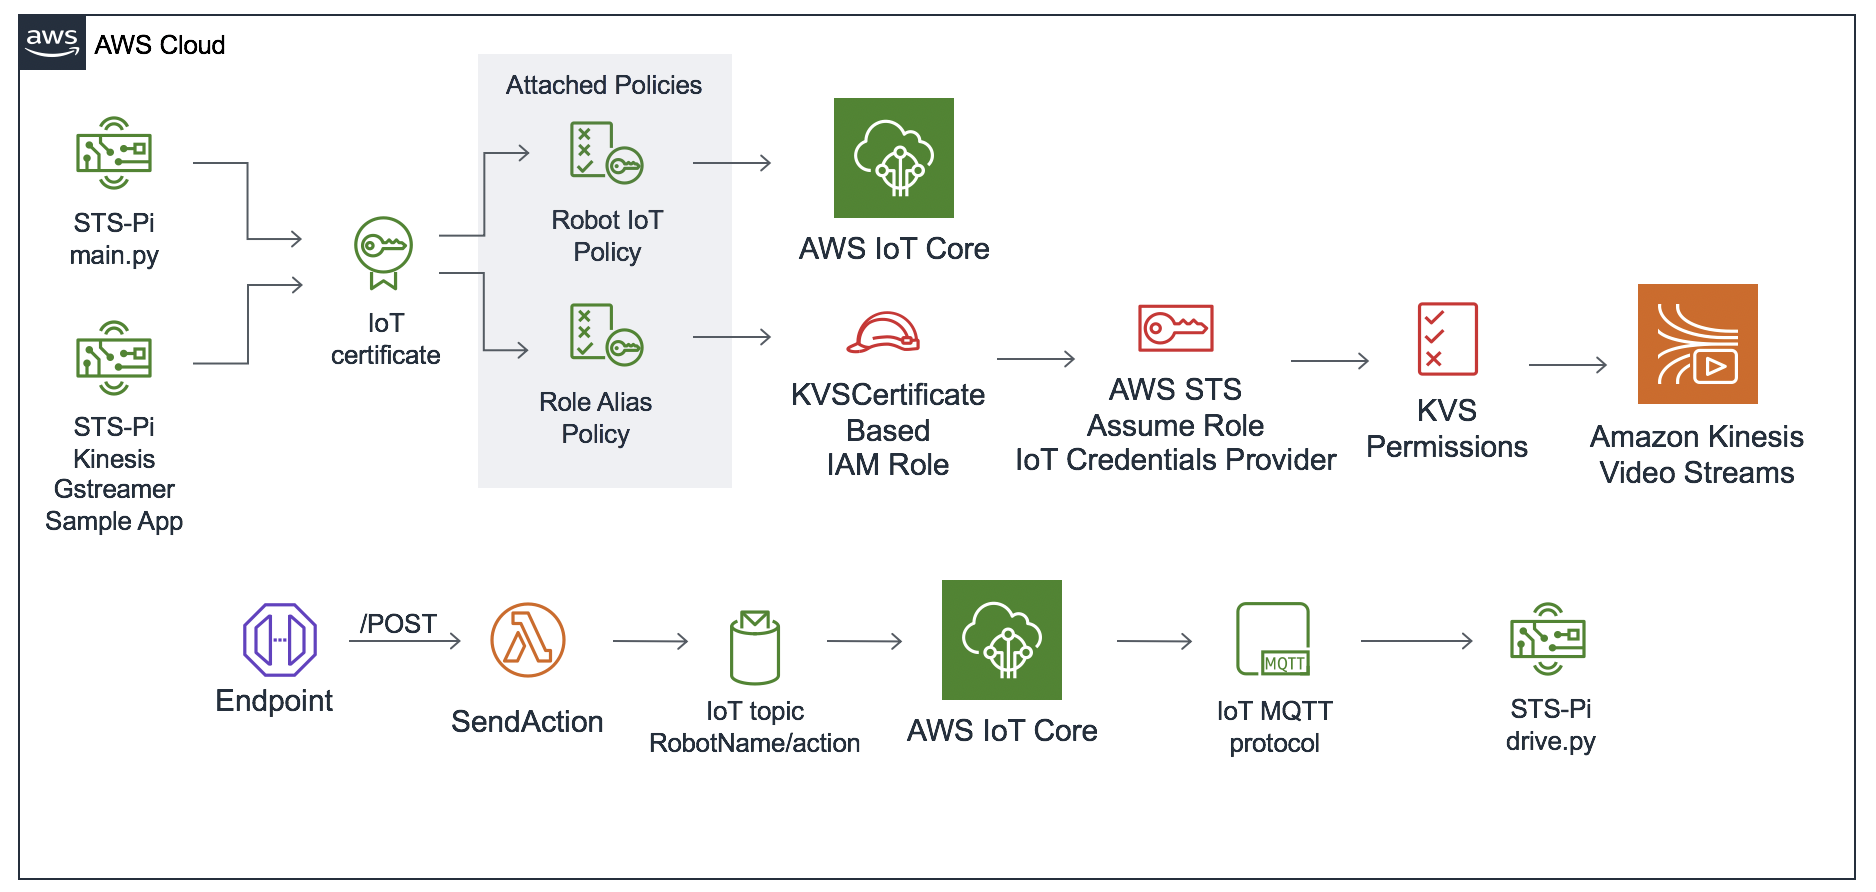 aws
AWS Cloud
Attached Policies
STS-Pi
main.py
STS-Pi
Kinesis
Gstreamer
Sample App
IoT
certificate
Robot IoT
Policy
Role Alias
Policy
AWS IoT Core
KVSCertificate
Based
IAM Role
AWS STS
Assume Role
IoT Credentials Provider
KVS
Permissions
Amazon Kinesis
Video Streams
Endpoint
/POST
SendAction
IoT topic
RobotName/action
AWS IoT Core
MQTT
IoT MQTT
protocol
STS-Pi
drive.py